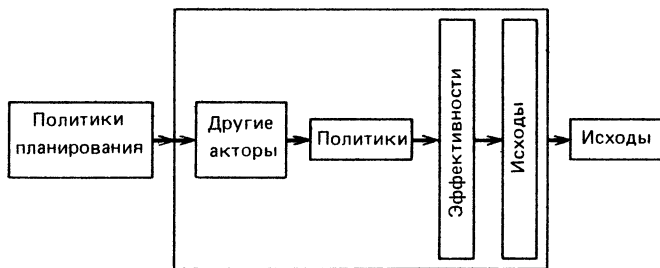 Политики
планирования
Другие
акторы
Политики
Эффективности
Исходы
Исходы